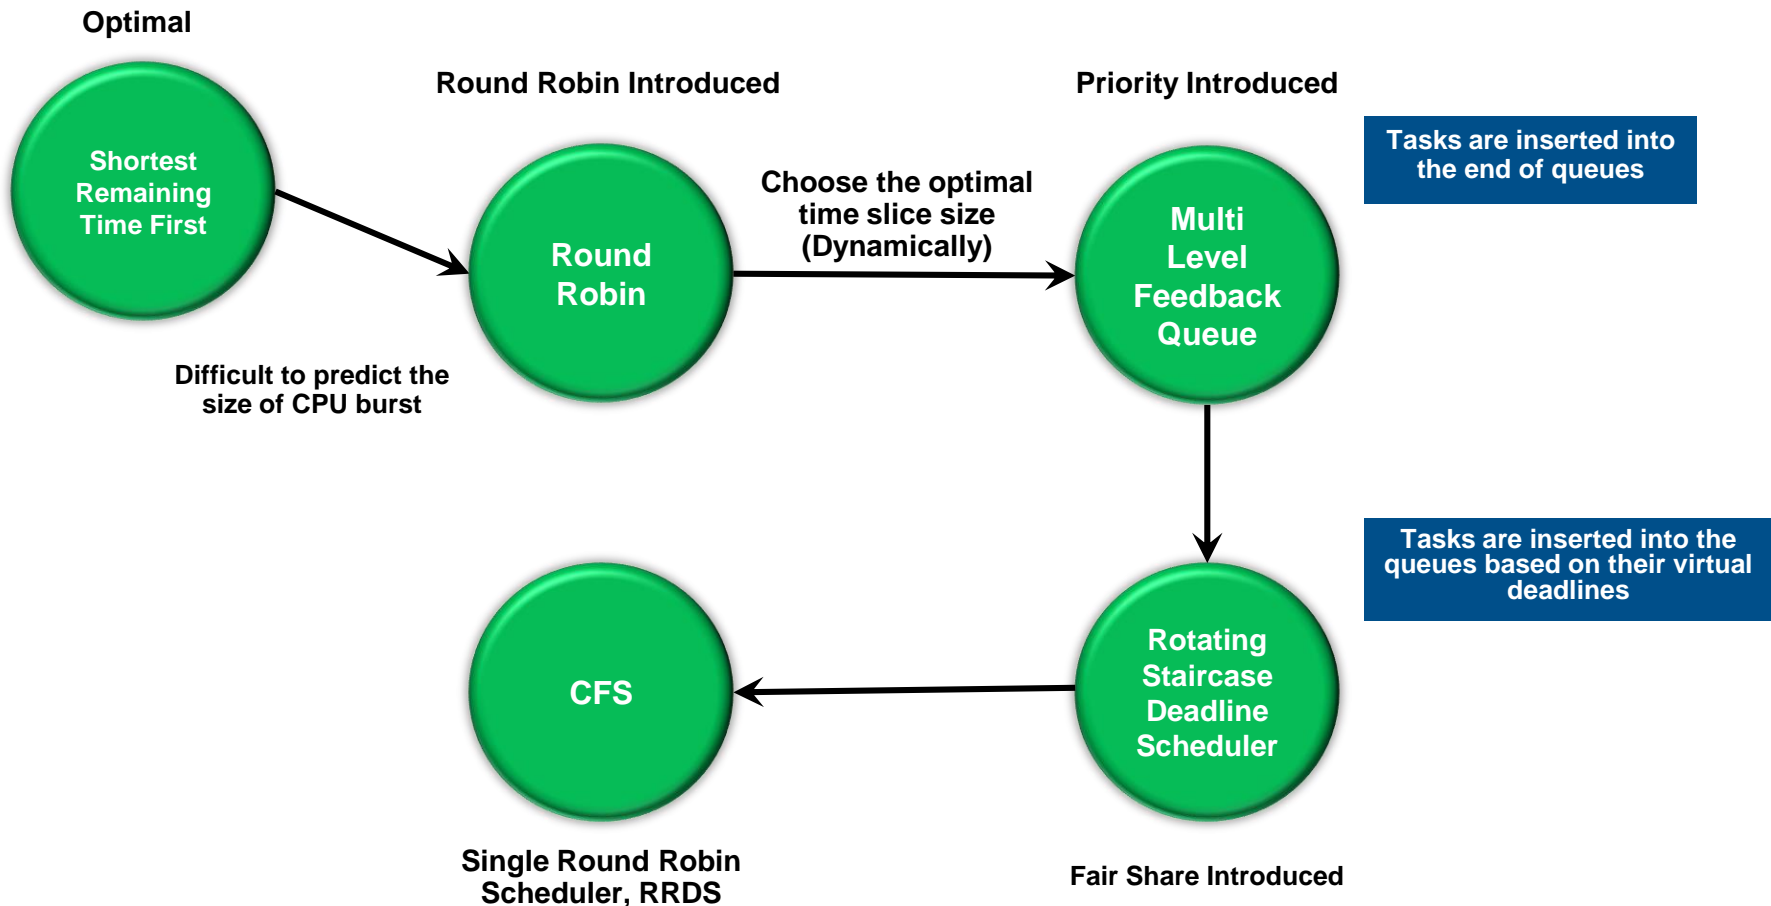 Optimal
Shortest
Remaining
Time First
Difficult to predict the
size of CPU burst
Round Robin Introduced
Round
Robin
Choose the optimal
time slice size
(Dynamically)
Priority Introduced
Multi
Level
Feedback
Queue
Tasks are inserted into
the end of queues
Tasks are inserted into the
queues based on their virtual
deadlines
Rotating
Staircase
Deadline
Scheduler
Fair Share Introduced
CFS
Single Round Robin
Scheduler, RRDS